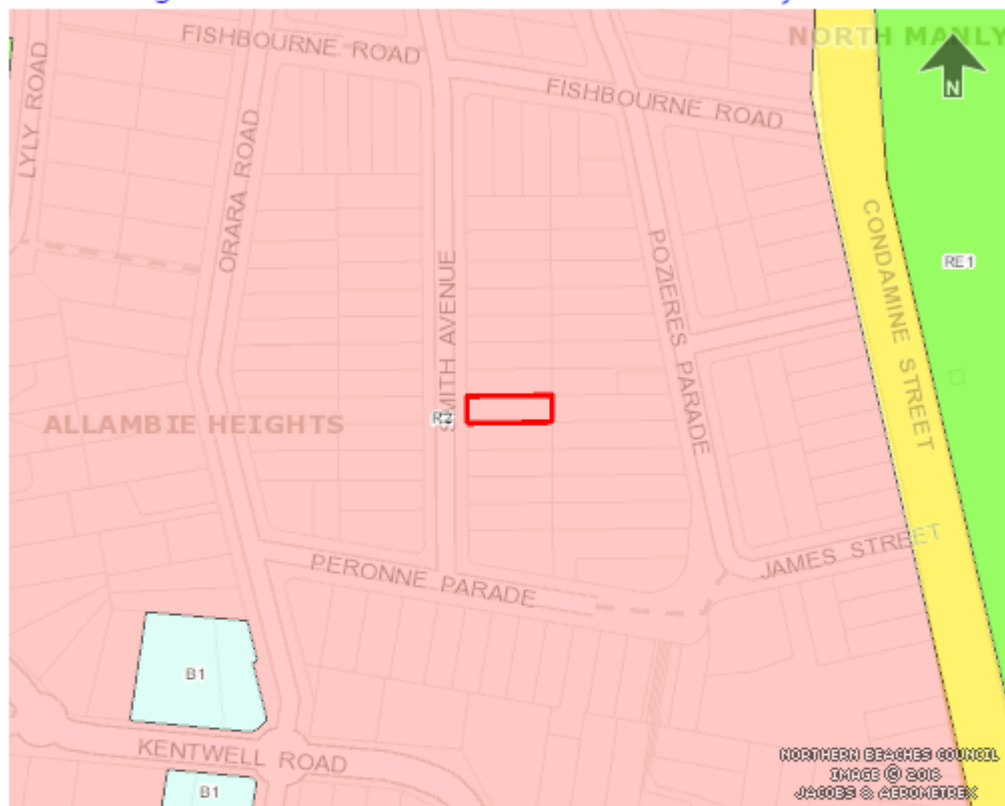 FISHBOURNE ROAD
NORTH MANLY
N
LYLY ROAD
FISHBOURNE ROAD
ORARA ROAD
SMITH AVENUE
POZIERES PARADE
CONDAMINE STREET
RE1
R2
ALLAMBIE HEIGHTS
JAMES STREET
PERONNE PARADE
B1
KENTWELL ROAD
B1
NORTHERN BEACHES COUNCIL
IMAGE © 2016
JACOBS & AEROMETREX